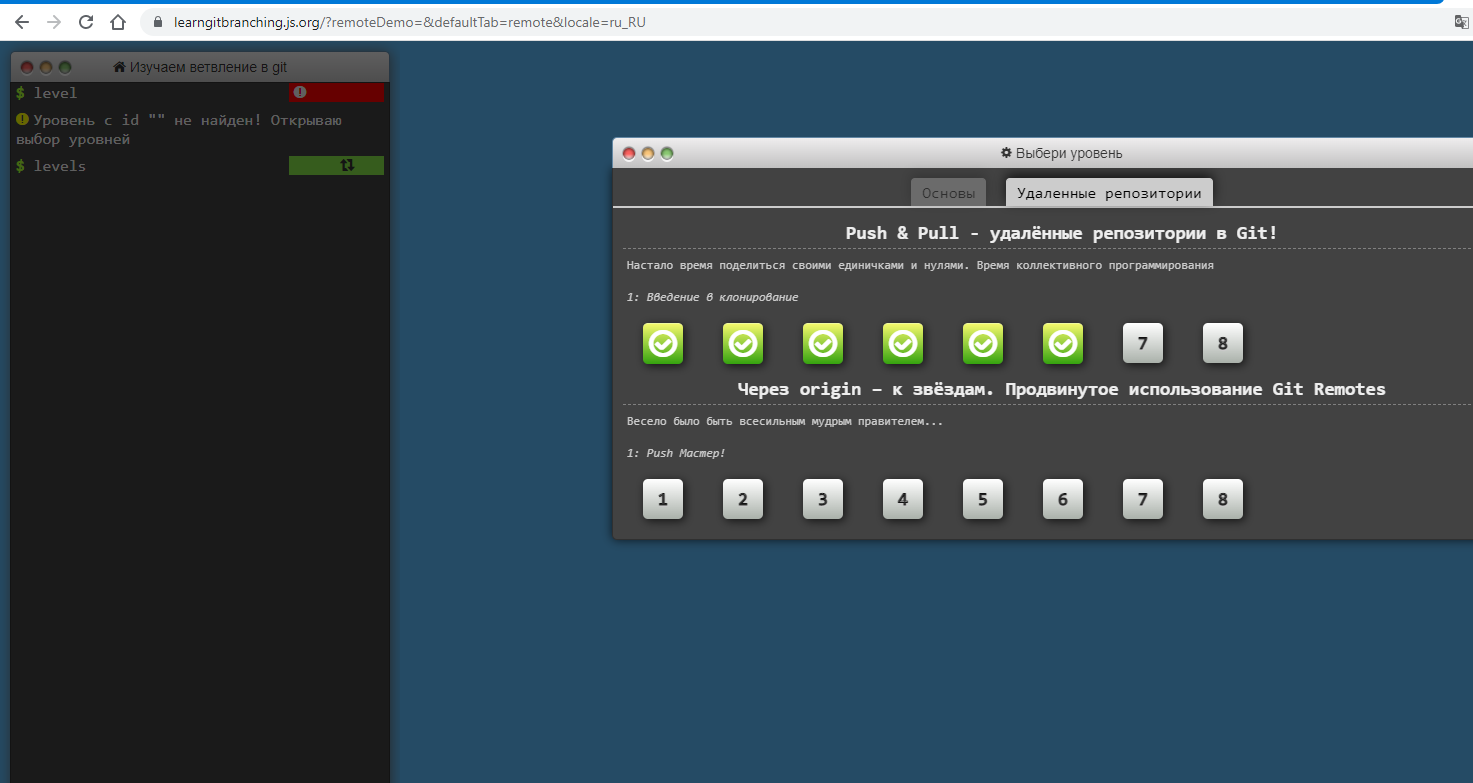 learngitbranching.js.org/?remoteDemo=&defaultTab=remote&locale=ru_RU
Изучаем ветвление в git
$ level
Уровень с id "" не найден! Открываю
выбор уровней
$ levels
Выбери уровень
Основы Удаленные репозитории
Push & Pull - удалённые репозитории в Git!
Настало время поделиться своими единичками и нулями. Время коллективного программирования
1: Введение в клонирование
7 8
Через origin – к звёздам. Продвинутое использование Git Remotes
Весело было быть всесильным мудрым правителем...
1: Push Мастер!
1 2 3 4 5 6 7 8